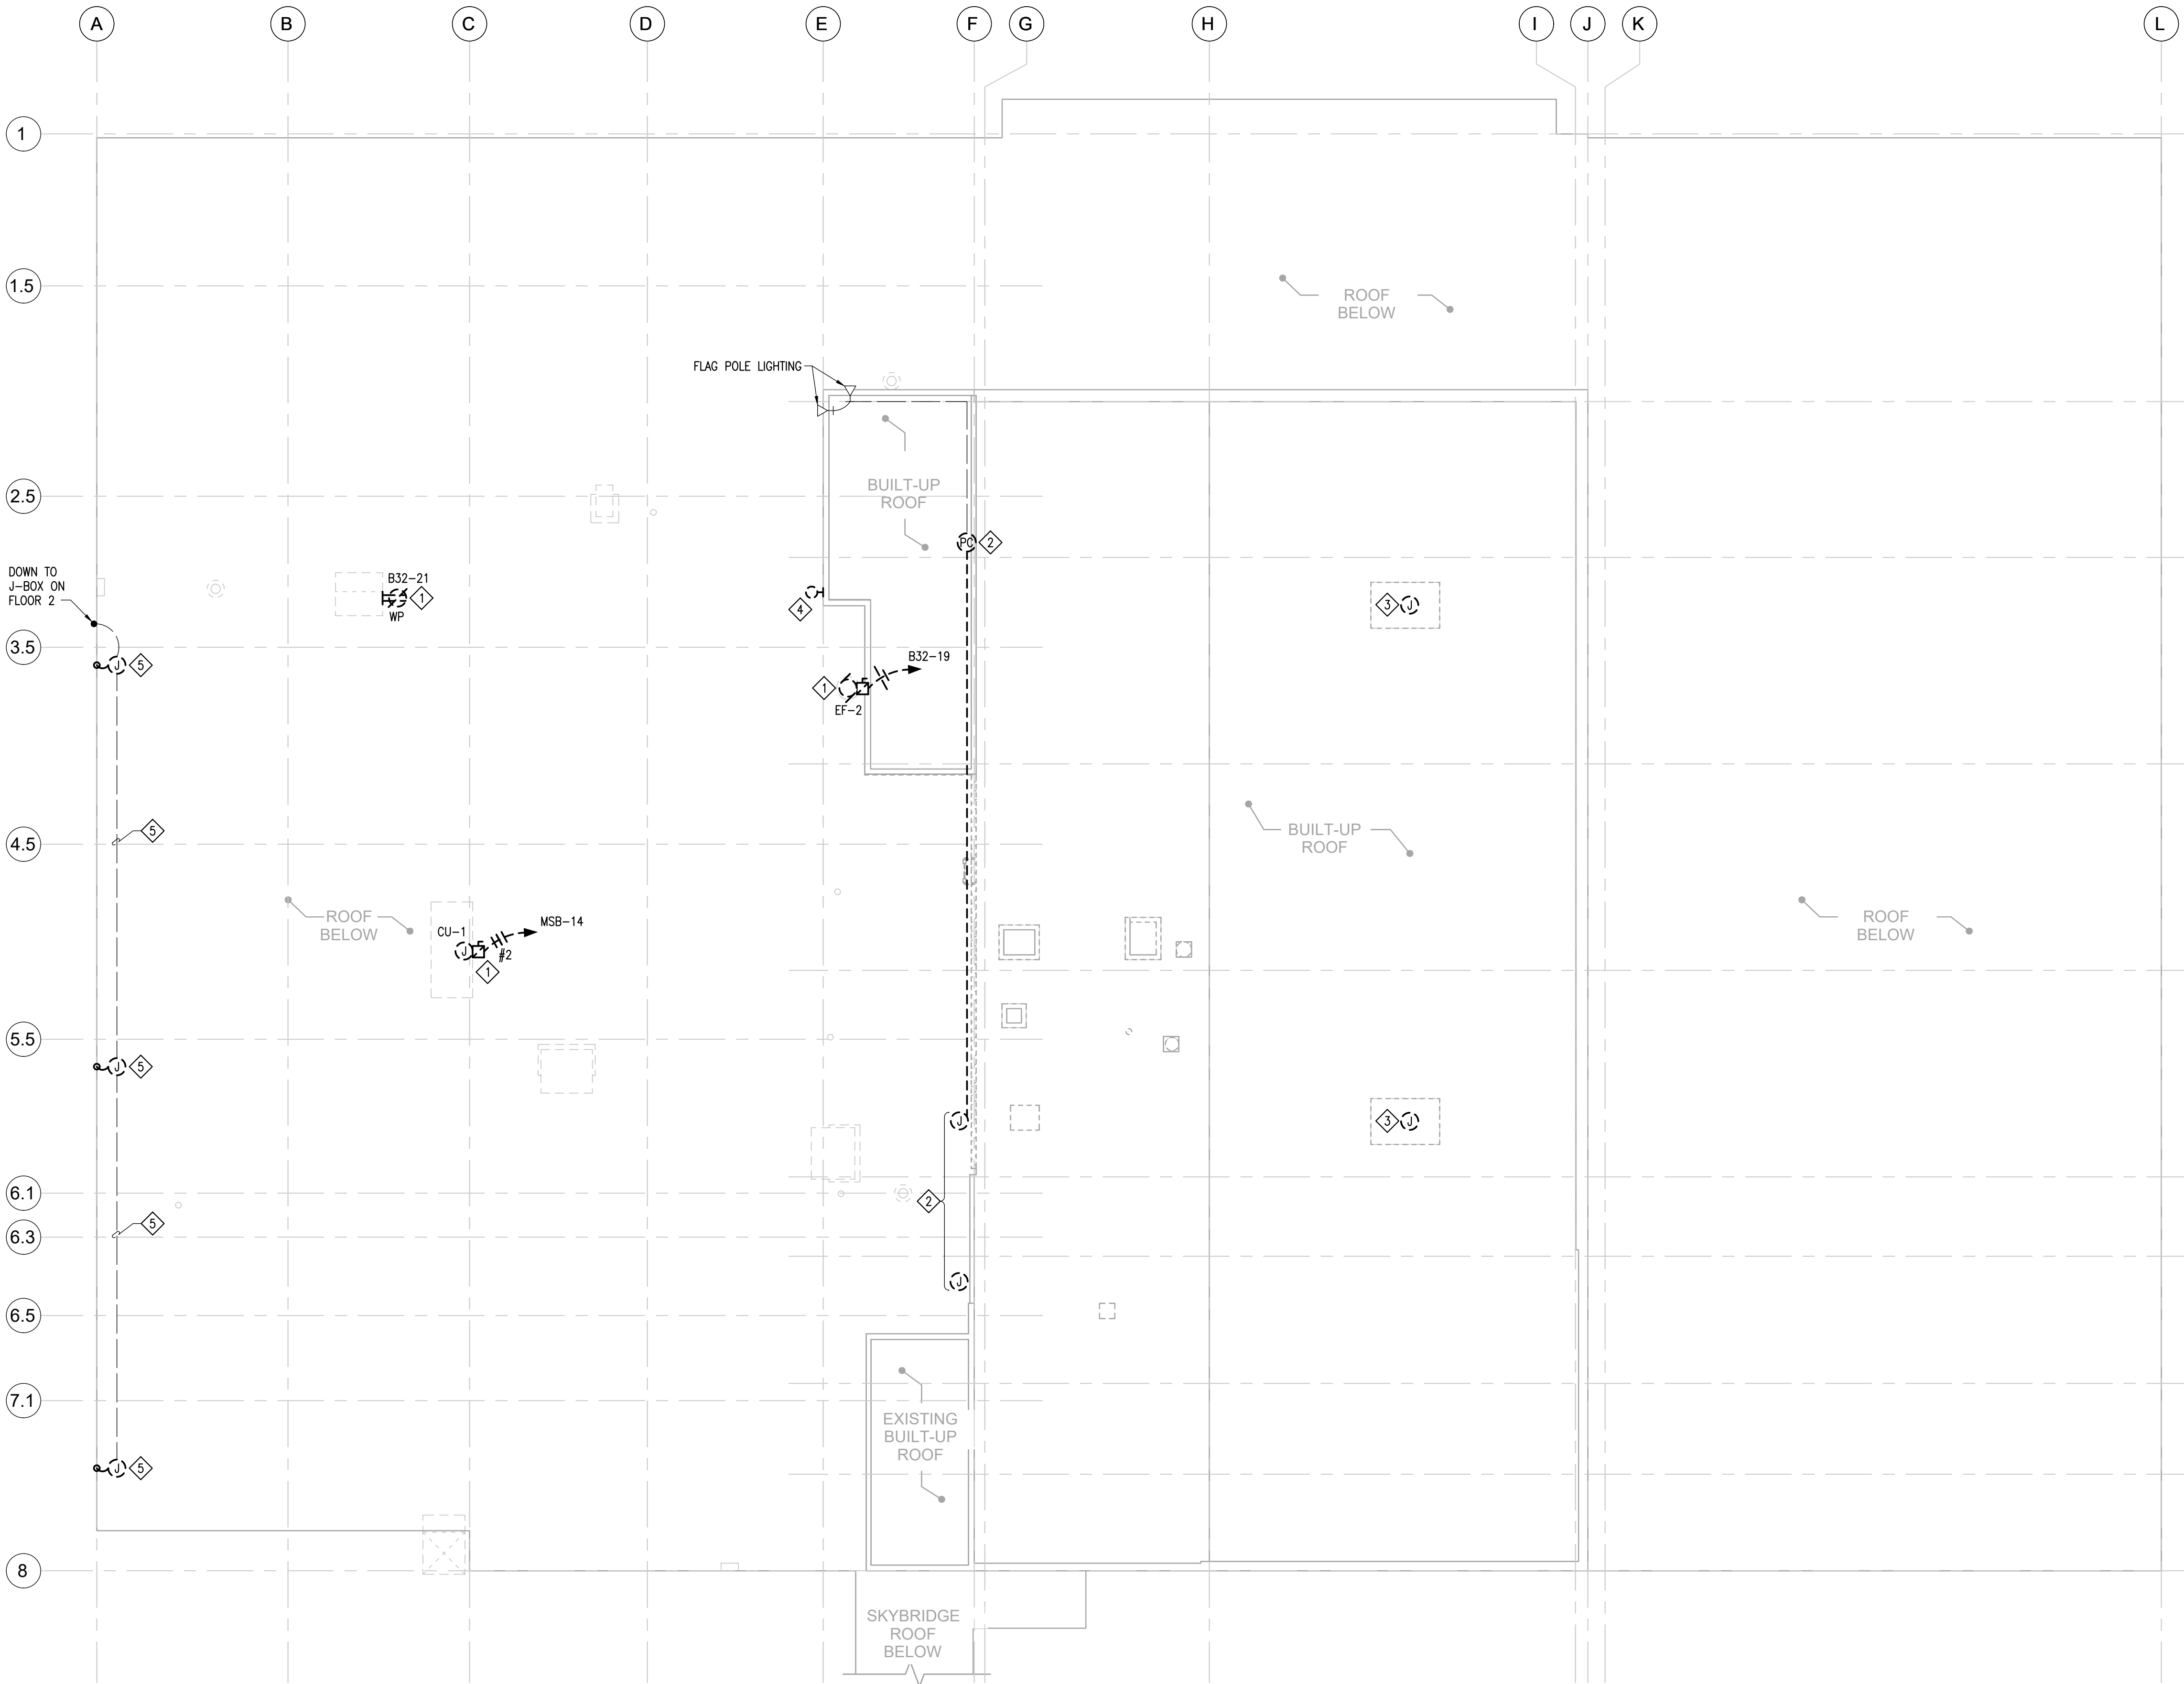 A B C D E F G H I J K L
1
1.5
ROOF
BELOW
FLAG POLE LIGHTING
2.5
BUILT-UP
ROOF
PC 2
DOWN TO
J-BOX ON
FLOOR 2
B32-21
1
WP
4
3 J
3.5
J 5
B32-19
1
EF-2
5
4.5
BUILT-UP
ROOF
ROOF
BELOW
CU-1
MSB-14
J
#2
1
ROOF
BELOW
5.5
J 5
J
3 J
6.1
2
5
6.3
J
6.5
7.1
EXISTING
BUILT-UP
ROOF
J 5
8
SKYBRIDGE
ROOF
BELOW